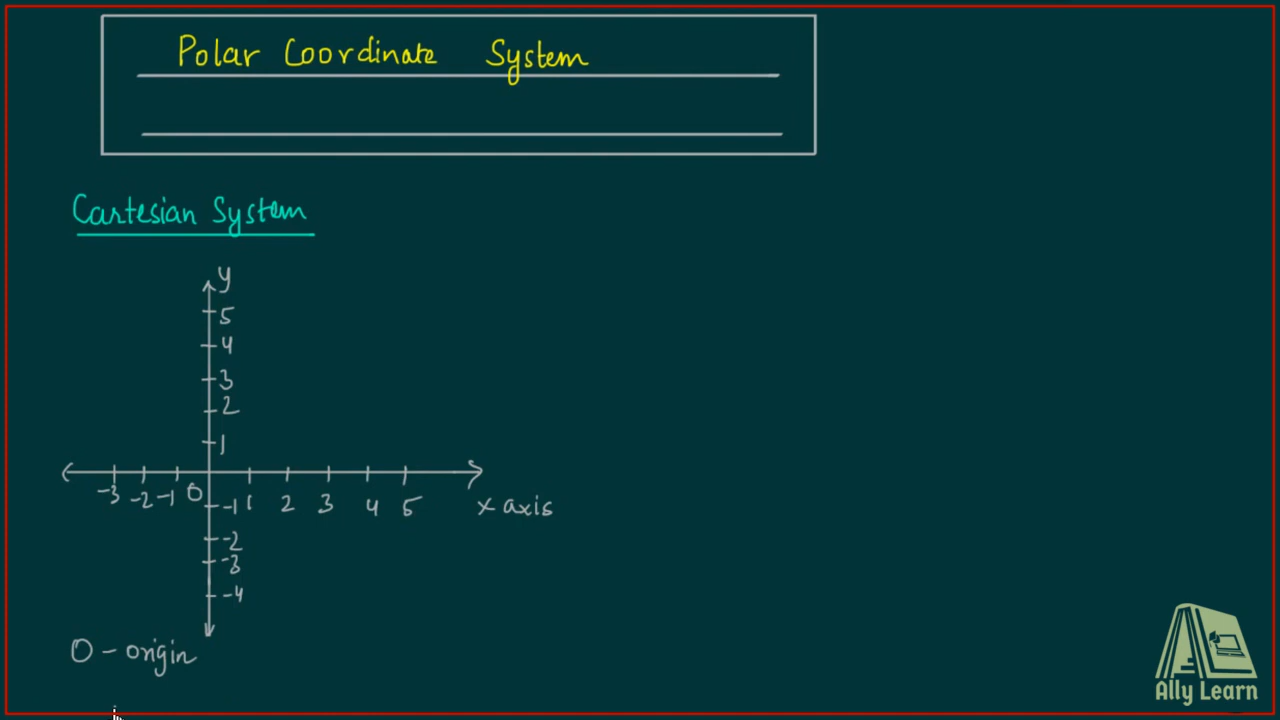 Polar Coordinate System
Cartesian System
y
5
4
3
2
1
-3 -2 -1 0 1 2 3 4 5 x axis
-1
-2
-3
-4
O - origin
Ally Learn